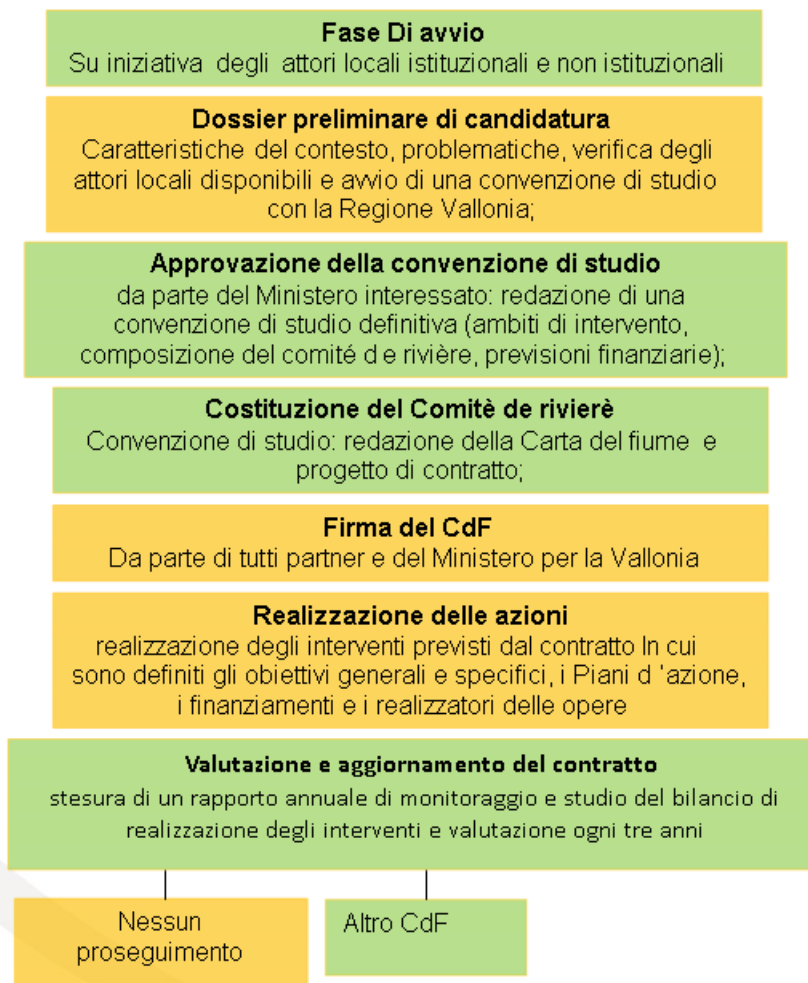 Fase Di avvio
Su iniziativa degli attori locali istituzionali e non istituzionali
Dossier preliminare di candidatura
Caratteristiche del contesto, problematiche, verifica degli
attori locali disponibili e avvio di una convenzione di studio
con la Regione Vallonia;
Approvazione della convenzione di studio
da parte del Ministero interessato: redazione di una
convenzione di studio definitiva (ambiti di intervento,
composizione del comité d e rivière, previsioni finanziarie);
Costituzione del Comitè de rivierè
Convenzione di studio: redazione della Carta del fiume e
progetto di contratto;
Firma del CdF
Da parte di tutti partner e del Ministero per la Vallonia
Realizzazione delle azioni
realizzazione degli interventi previsti dal contratto In cui
sono definiti gli obiettivi generali e specifici, i Piani d 'azione,
i finanziamenti e i realizzatori delle opere
Valutazione e aggiornamento del contratto
stesura di un rapporto annuale di monitoraggio e studio del bilancio di
realizzazione degli interventi e valutazione ogni tre anni
Nessun
proseguimento
Altro CdF